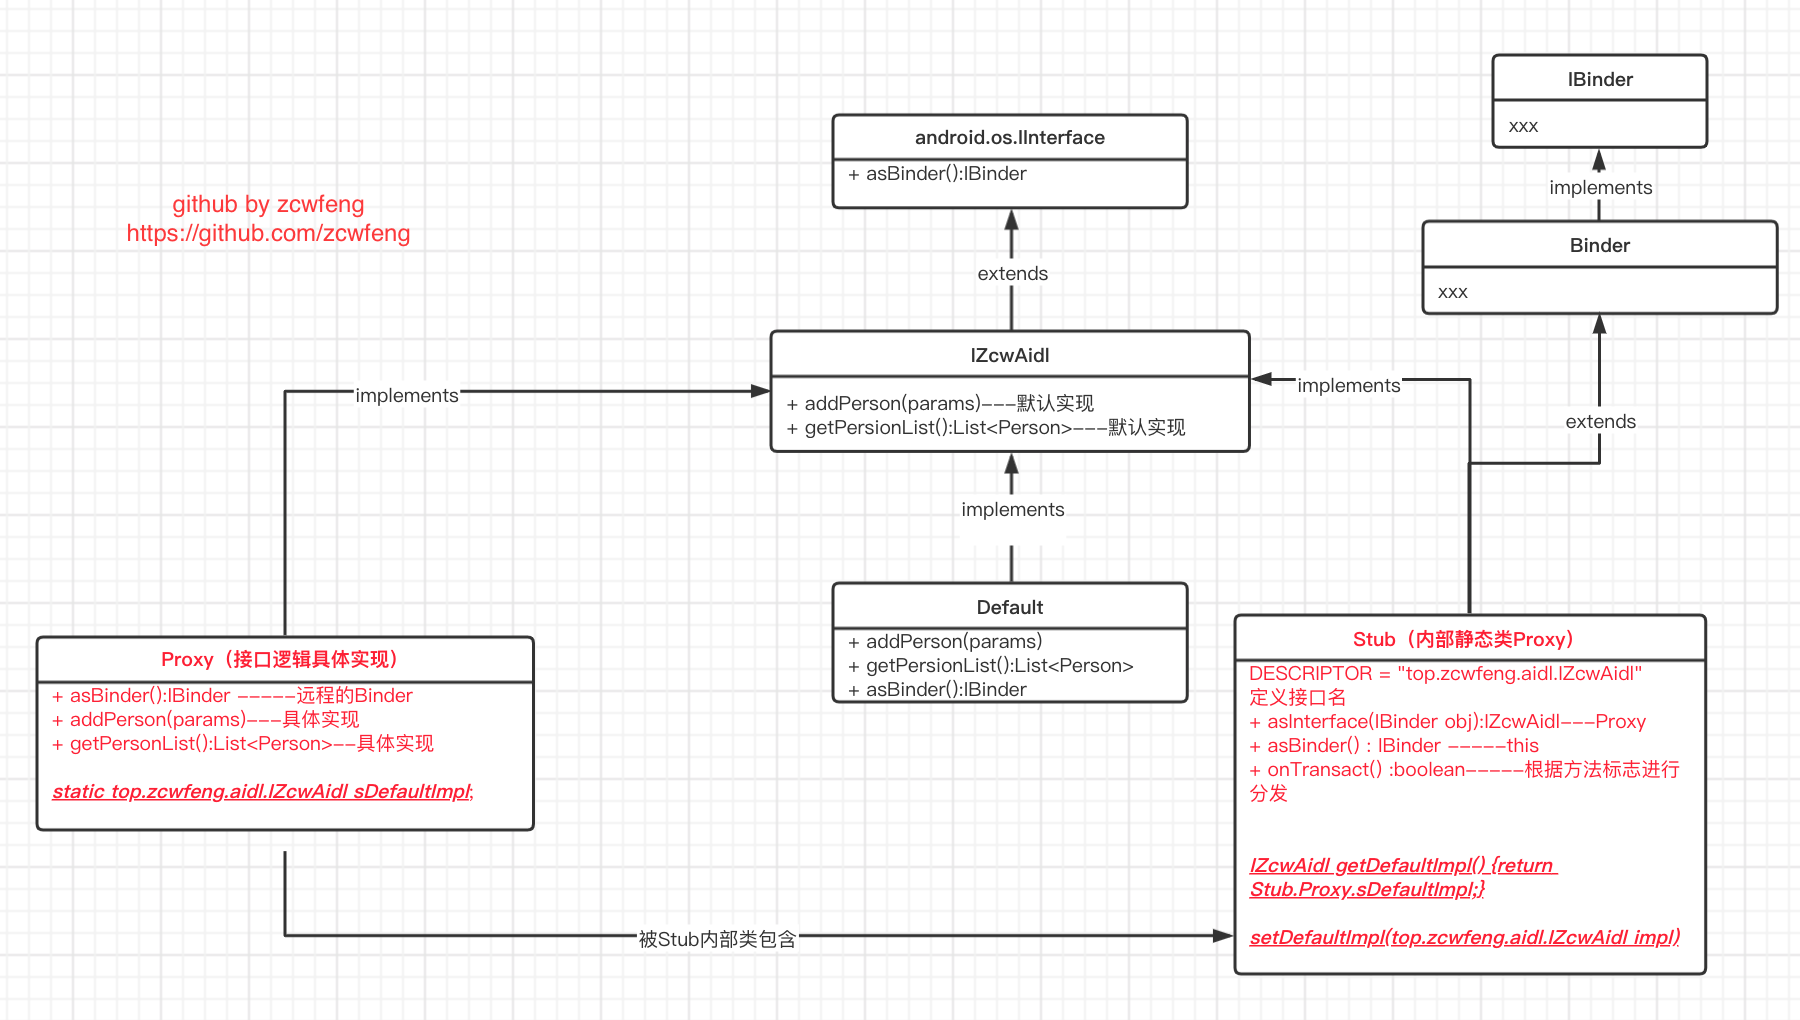 IBinder
xxx
android.os.IInterface
+ asBinder():IBinder
implements
github by zcwfeng
https://github.com/zcwfeng
Binder
xxx
extends
IZcwAidl
+ addPerson(params)---默认实现
+ getPersionList():List<Person>---默认实现
implements
implements
extends
implements
Default
+ addPerson(params)
+ getPersionList():List<Person>
+ asBinder():IBinder
Proxy（接口逻辑具体实现）
+ asBinder():IBinder -----远程的Binder
+ addPerson(params)---具体实现
+ getPersonList():List<Person>--具体实现
static top.zcwfeng.aidl.IZcwAidl sDefaultImpl;
Stub（内部静态类Proxy）
DESCRIPTOR = "top.zcwfeng.aidl.IZcwAidl"
定义接口名
+ asInterface(IBinder obj):IZcwAidl---Proxy
+ asBinder() : IBinder -----this
+ onTransact() :boolean-----根据方法标志进行
分发
IZcwAidl getDefaultImpl() {return
Stub.Proxy.sDefaultImpl;}
setDefaultImpl(top.zcwfeng.aidl.IZcwAidl impl)
被Stub内部类包含